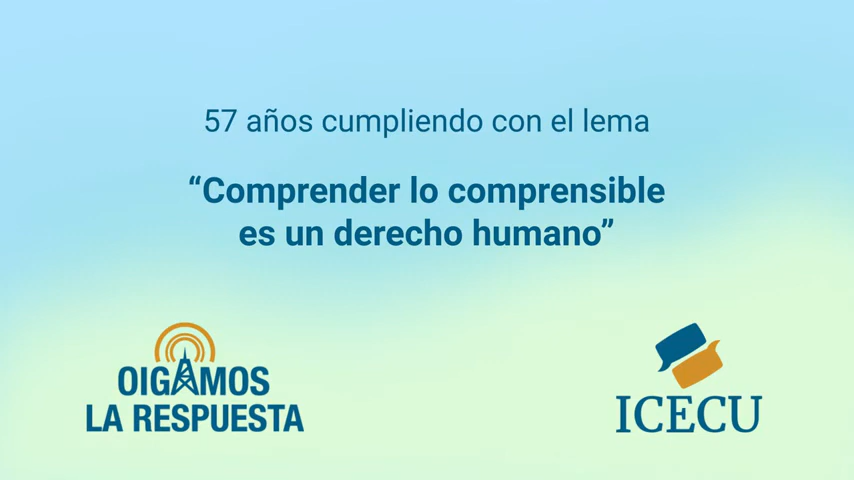 57 años cumpliendo con el lema
“Comprender lo comprensible
es un derecho humano”
OIGAMOS
LA RESPUESTA
ICECU